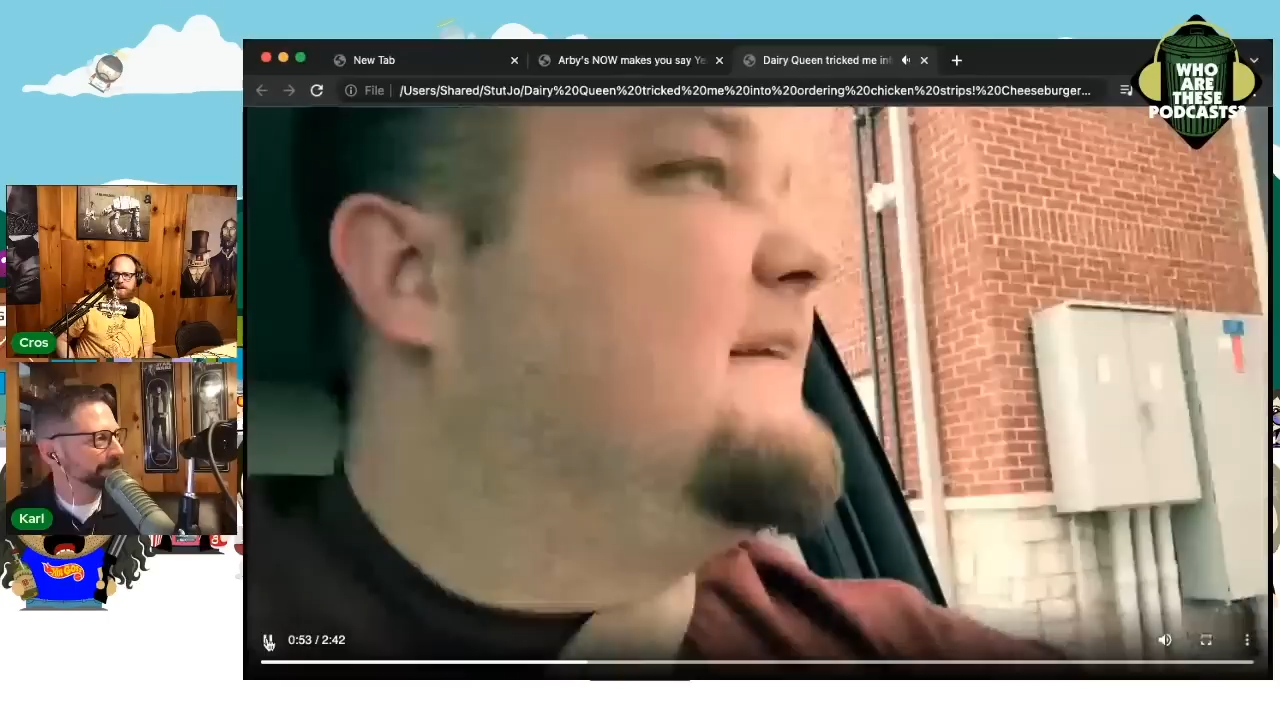 New Tab
Arby's NOW makes you say Ye
Dairy Queen tricked me in
File
/Users/Shared/StutJo/Dairy%20Queen%20tricked%20me%20into%20ordering%20chicken%20strips!%20Cheeseburger...
WHO
ARE THESE
PODCASTS?
Cros
Karl
0:53 / 2:42